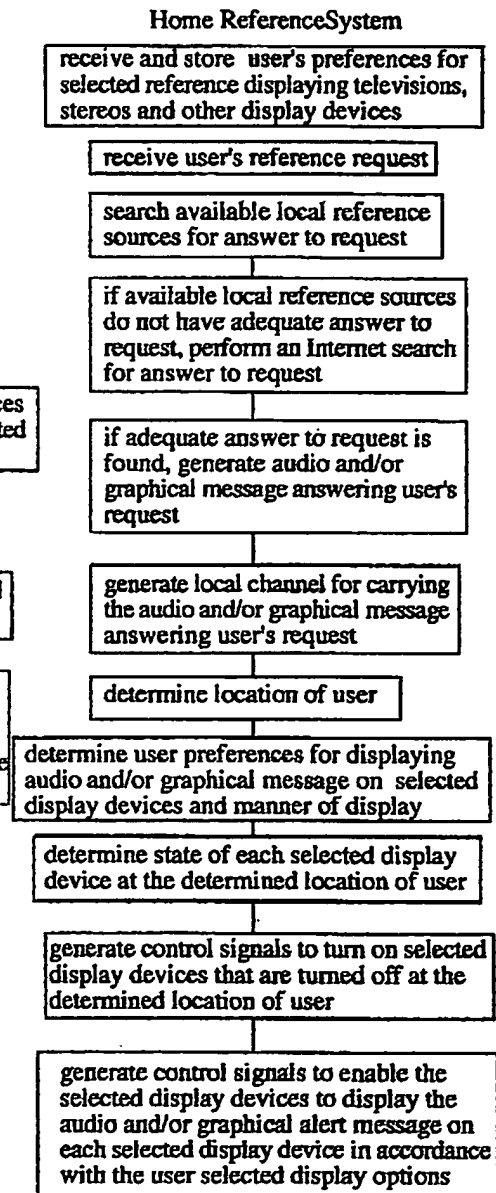 Home ReferenceSystem
receive and store user's preferences for
selected reference displaying televisions,
stereos and other display devices
receive user's reference request
search available local reference
sources for answer to request
if available local reference sources
do not have adequate answer to
request, perform an Internet search
for answer to request
if adequate answer to request is
found, generate audio and/or
graphical message answering user's
request
generate local channel for carrying
the audio and/or graphical message
answering user's request
determine location of user
determine user preferences for displaying
audio and/or graphical message on selected
display devices and manner of display
determine state of each selected display
device at the determined location of user
generate control signals to turn on selected
display devices that are turned off at the
determined location of user
generate control signals to enable the
selected display devices to display the
audio and/or graphical alert message on
each selected display device in accordance
with the user selected display options